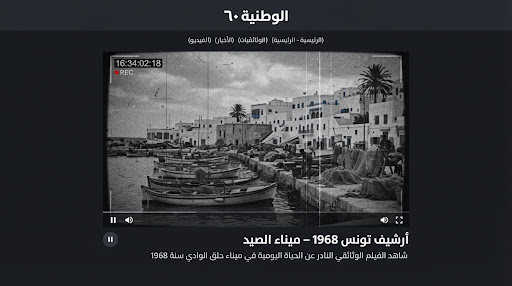 الوطنية ٦٠
(الرئيسية - الرئيسية) (الوثائقيات) (الأخبار) (الفيديو)
16:34:02:18
REC
أرشيف تونس 1968 – ميناء الصيد
شاهد الفيلم الوثائقي النادر عن الحياة اليومية في ميناء حلق الوادي سنة 1968